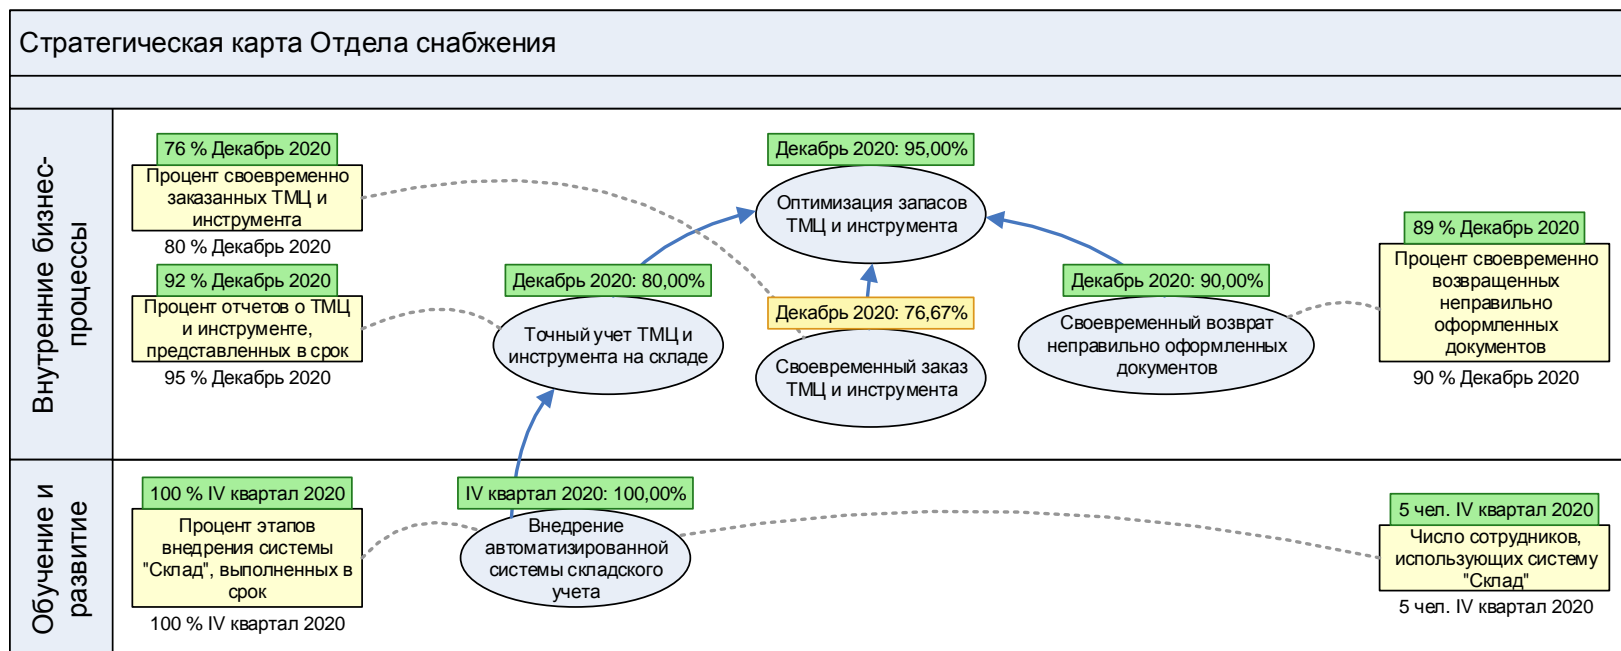 Стратегическая карта Отдела снабжения
Внутренние бизнес-
процессы
76 % Декабрь 2020
Процент своевременно
заказанных ТМЦ и
инструмента
80 % Декабрь 2020
92 % Декабрь 2020
Процент отчетов о ТМЦ
и инструменте,
представленных в срок
95 % Декабрь 2020
Декабрь 2020: 95,00%
Оптимизация запасов
ТМЦ и инструмента
Декабрь 2020: 80,00%
Точный учет ТМЦ и
инструмента на складе
Декабрь 2020: 76,67%
Своевременный заказ
ТМЦ и инструмента
Декабрь 2020: 90,00%
Своевременный возврат
неправильно оформленных
документов
89 % Декабрь 2020
Процент своевременно
возвращенных
неправильно
оформленных
документов
90 % Декабрь 2020
Обучение и
развитие
100 % IV квартал 2020
Процент этапов
внедрения системы
"Склад", выполненных в
срок
100 % IV квартал 2020
IV квартал 2020: 100,00%
Внедрение
автоматизированной
системы складского
учета
5 чел. IV квартал 2020
Число сотрудников,
использующих систему
"Склад"
5 чел. IV квартал 2020